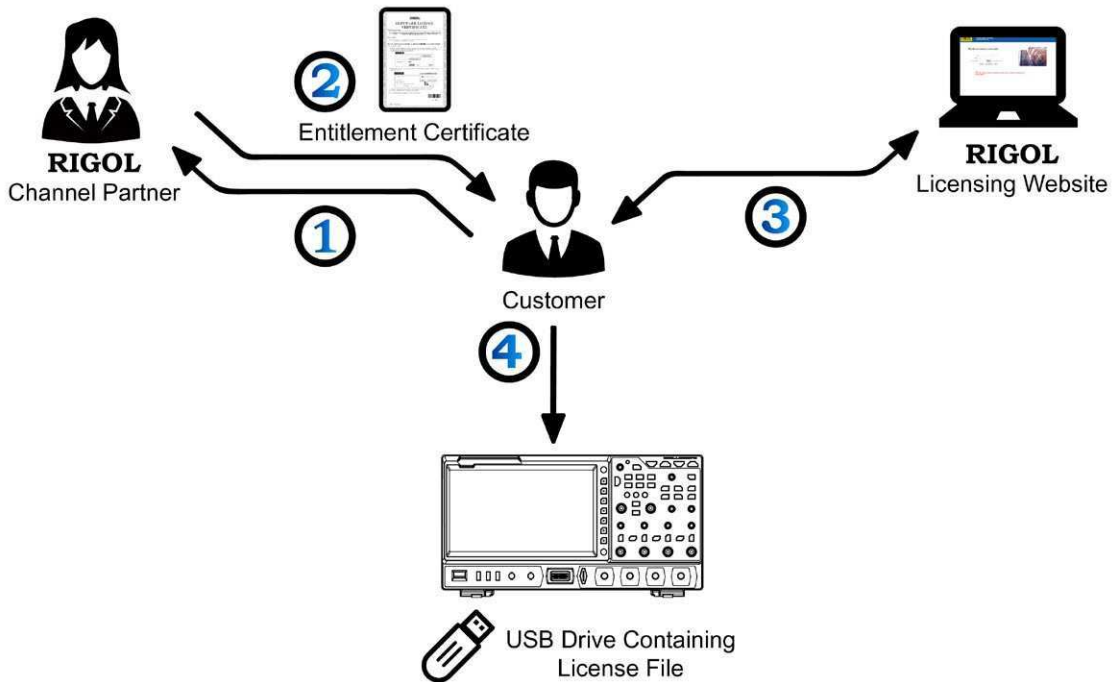 2
Entitlement Certificate
RIGOL
Channel Partner
1
RIGOL
Licensing Website
3
Customer
4
USB Drive Containing
License File